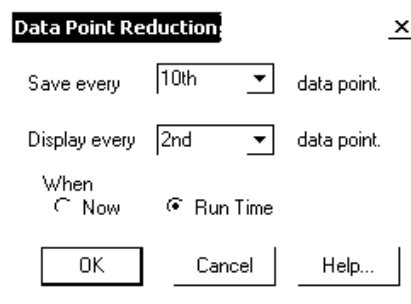 Data Point Reduction
Save every 10th data point.
Display every 2nd data point.
When
Now Run Time
OK Cancel Help...